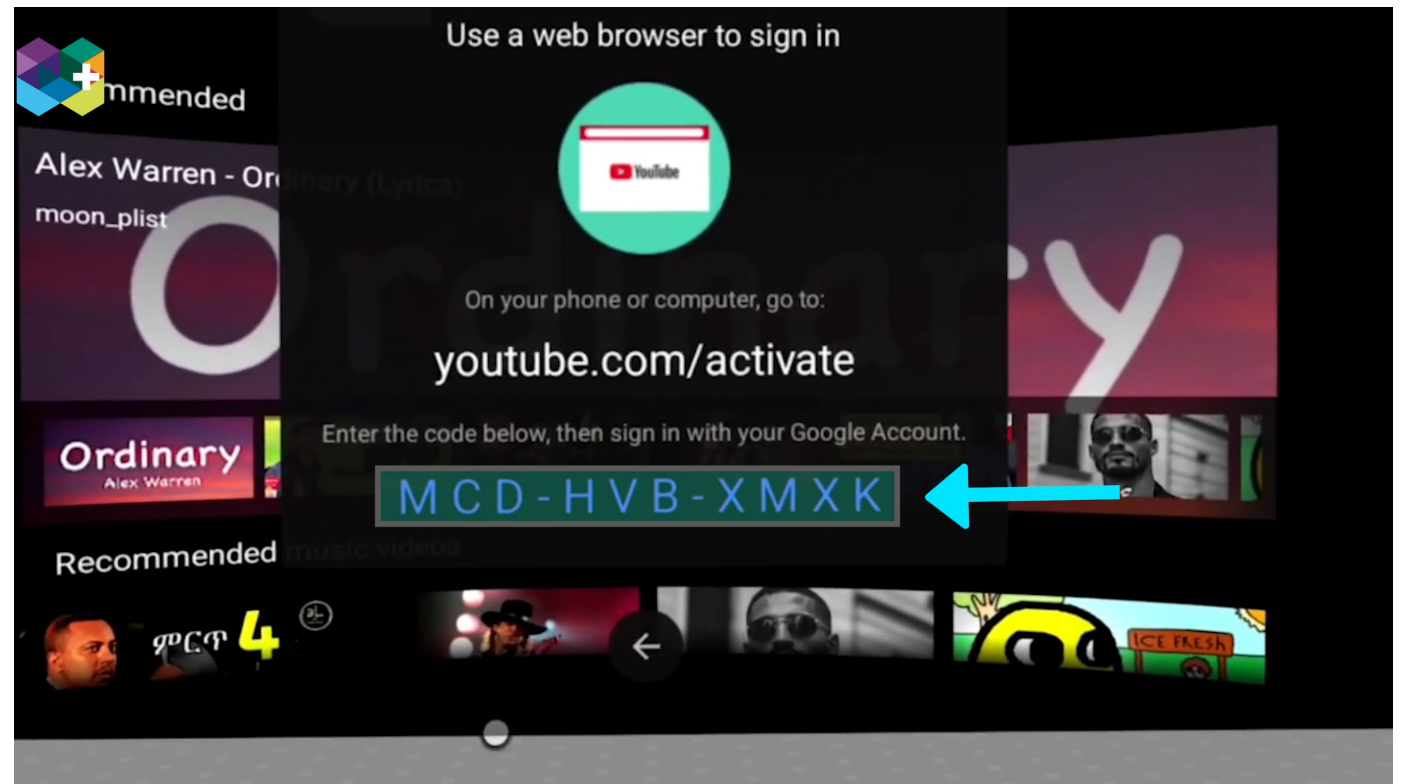 Use a web browser to sign in
YouTube
On your phone or computer, go to:
youtube.com/activate
Enter the code below, then sign in with your Google Account.
MCD-HVB-XMXK
mmended
Alex Warren - Ordinary (Lyrics)
moon_plist
Ordinary
Ordinary
Alex Warren
Recommended music videos
ምርጥ 4
ICE FRESH